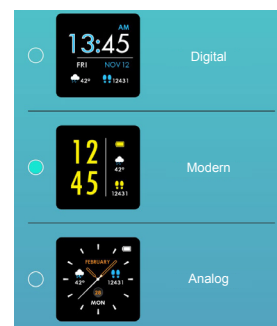 AM
13:45
FRI NOV 12
42° 12431
Digital
12
45
42°
12431
Modern
FEBRUARY
42° 12431
28
MON
Analog